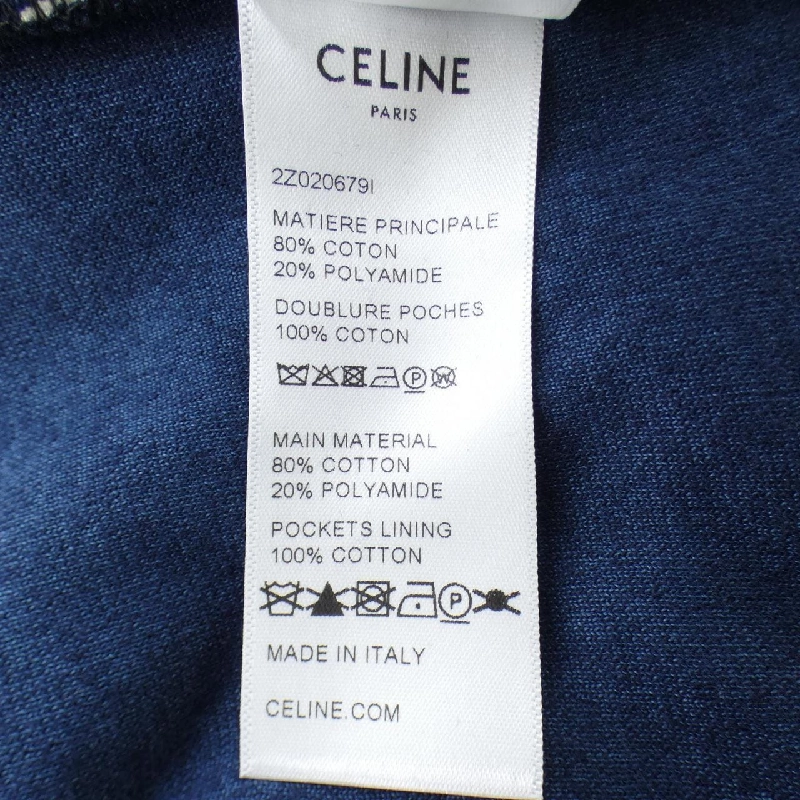 CELINE
PARIS
2Z020679I
MATIERE PRINCIPALE
80% COTON
20% POLYAMIDE
DOUBLURE POCHES
100% COTON
P W
MAIN MATERIAL
80% COTTON
20% POLYAMIDE
POCKETS LINING
100% COTTON
P
MADE IN ITALY
CELINE.COM